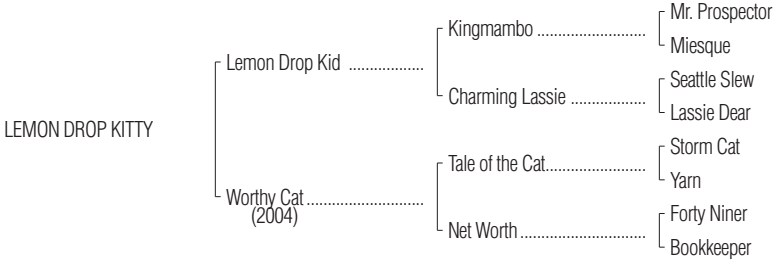 Mr. Prospector
Kingmambo ..........................
Miesque
Lemon Drop Kid ..................
Seattle Slew
Charming Lassie ..................
Lassie Dear
LEMON DROP KITTY
Storm Cat
Tale of the Cat........................
Yarn
Worthy Cat ............................
(2004)
Forty Niner
Net Worth ..............................
Bookkeeper